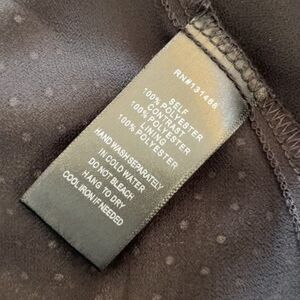 RN#131466
SELF
100% POLYESTER
CONTRAST
100% POLYESTER
LINING
100% POLYESTER
HAND WASH SEPARATELY
IN COLD WATER
DO NOT BLEACH
HANG TO DRY
COOL IRON IF NEEDED